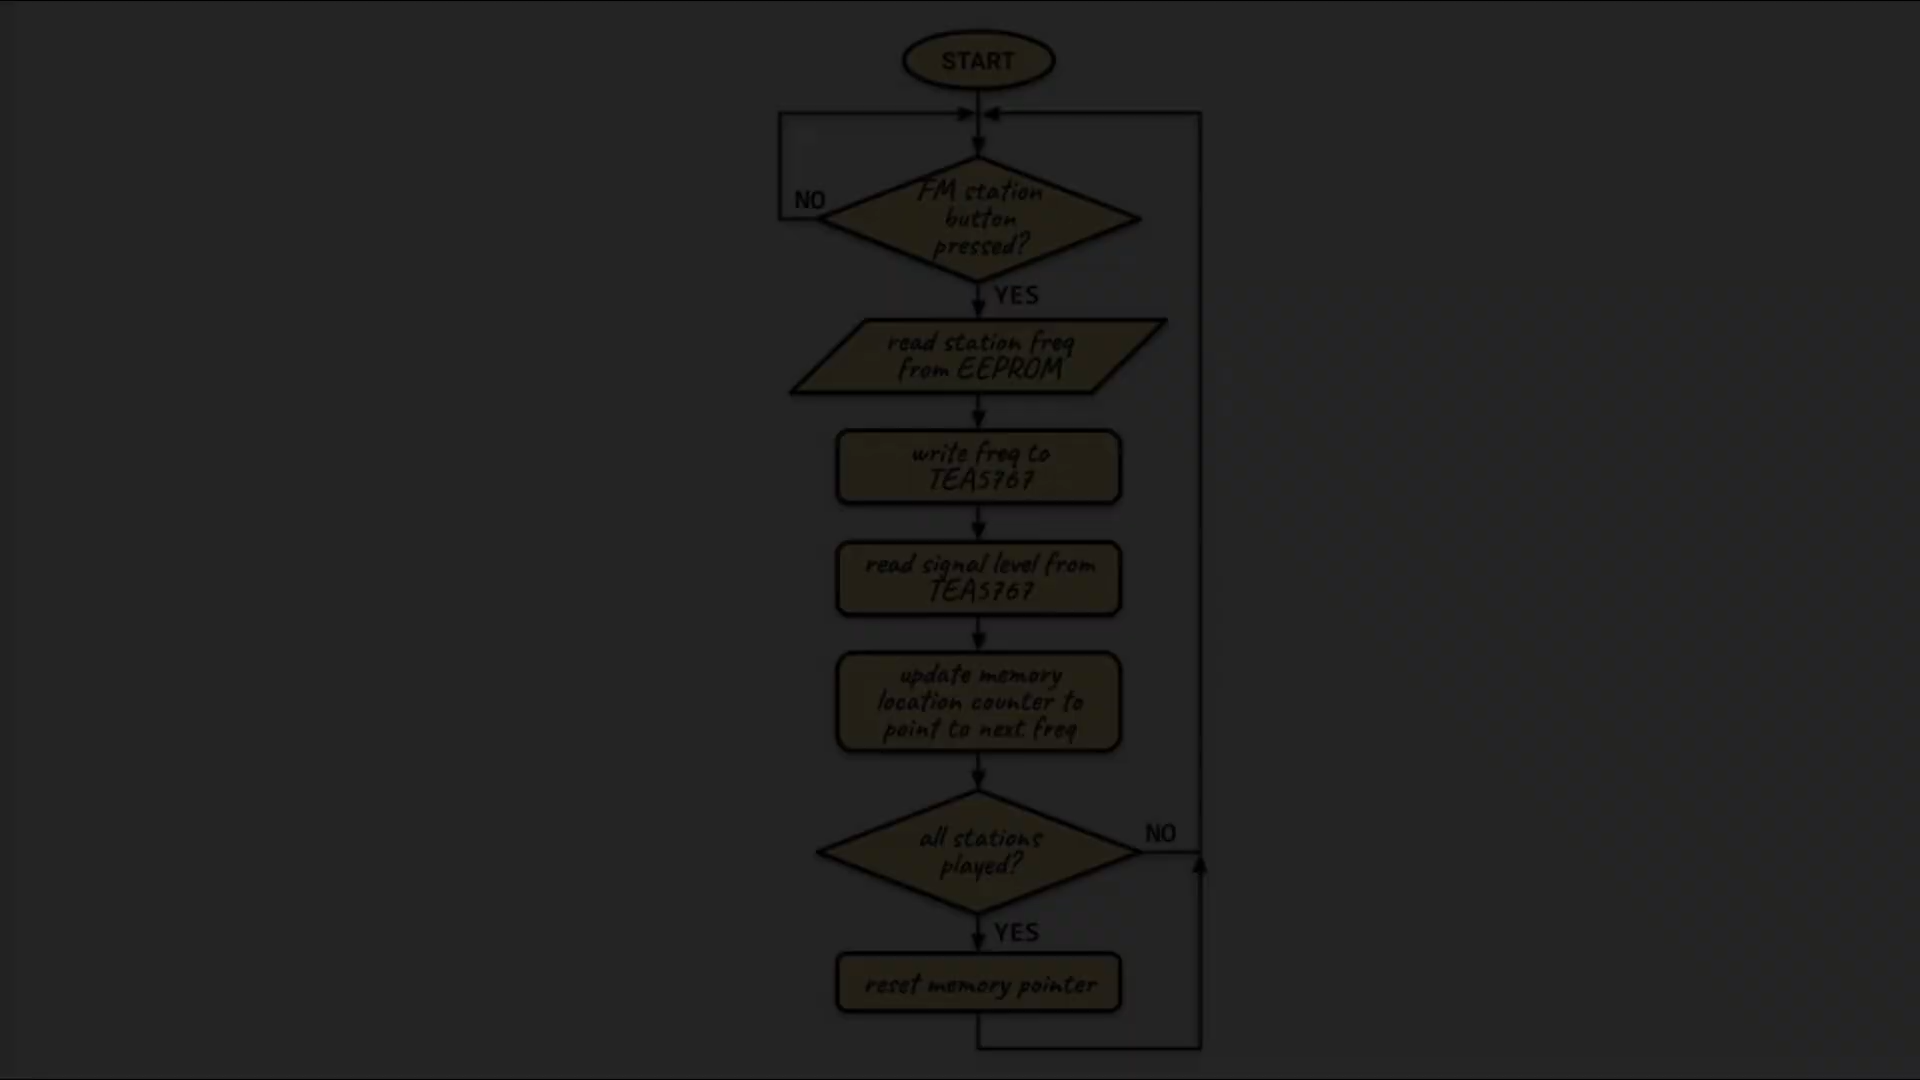 START
FM station
button
pressed?
NO
YES
read station freq
from EEPROM
write freq to
TEA5767
read signal level from
TEA5767
update memory
location counter to
point to next freq
all stations
played?
NO
YES
reset memory pointer